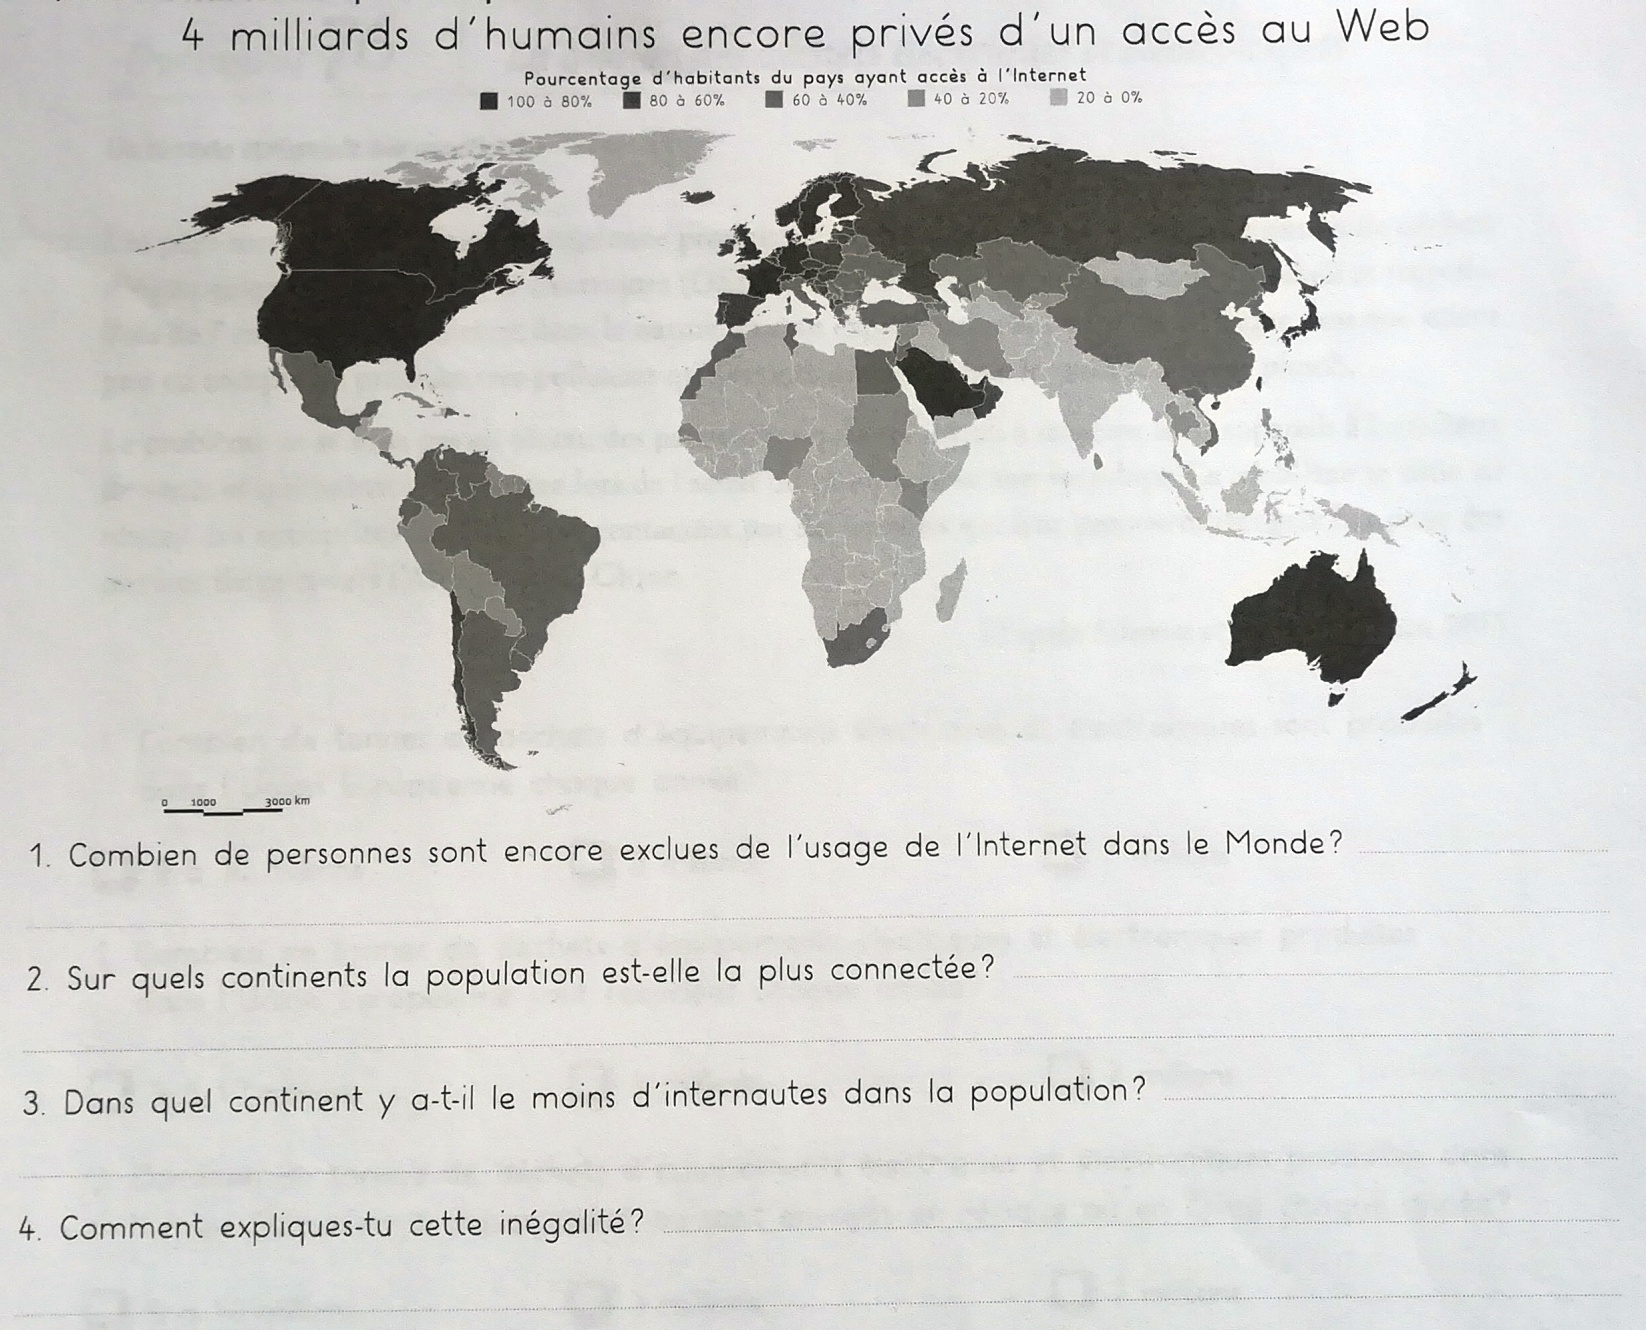 4 milliards d'humains encore privés d'un accès au Web
Pourcentage d'habitants du pays ayant accès à l'Internet
100 à 80% 80 à 60% 60 à 40% 40 à 20% 20 à 0%
0 1000 3000 km
1. Combien de personnes sont encore exclues de l'usage de l'Internet dans le Monde?
2. Sur quels continents la population est-elle la plus connectée?
3. Dans quel continent y a-t-il le moins d'internautes dans la population?
4. Comment expliques-tu cette inégalité?